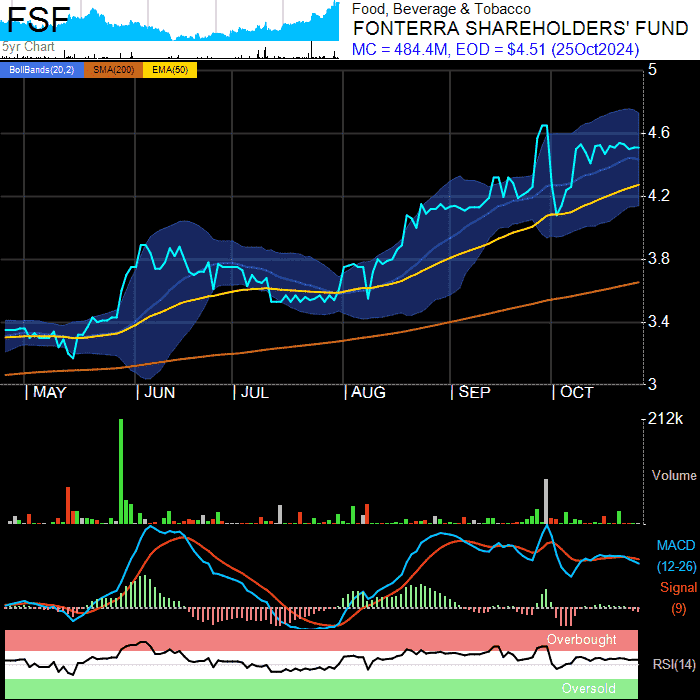 FSF
5yr Chart
Food, Beverage & Tobacco
FONTERRA SHAREHOLDERS' FUND
MC = 484.4M, EOD = $4.51 (25Oct2024)
BollBands(20,2) SMA(200) EMA(50)
5
4.6
4.2
3.8
3.4
3
MAY JUN JUL AUG SEP OCT
212k
Volume
MACD
(12-26)
Signal
(9)
Overbought
RSI(14)
Oversold